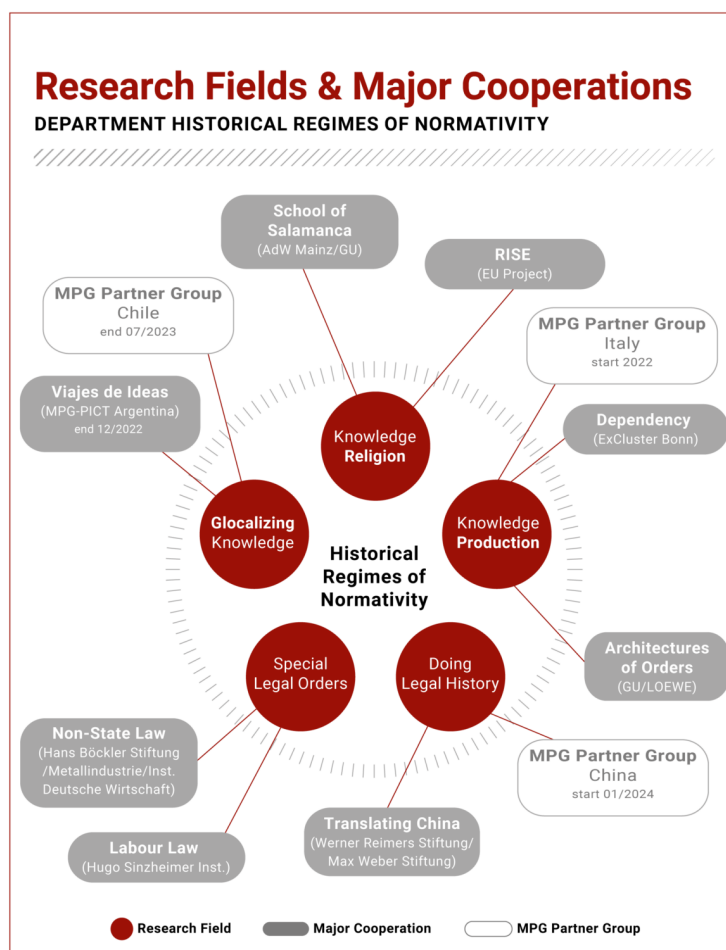 Research Fields & Major Cooperations
DEPARTMENT HISTORICAL REGIMES OF NORMATIVITY
School of
Salamanca
(AdW Mainz/GU)
RISE
(EU Project)
MPG Partner Group
Chile
end 07/2023
MPG Partner Group
Italy
start 2022
Viajes de Ideas
(MPG-PICT Argentina)
end 12/2022
Dependency
(ExCluster Bonn)
Knowledge
Religion
Glocalizing
Knowledge
Knowledge
Production
Historical
Regimes of
Normativity
Special
Legal Orders
Doing
Legal History
Architectures
of Orders
(GU/LOEWE)
Non-State Law
(Hans Böckler Stiftung
/Metallindustrie/Inst.
Deutsche Wirtschaft)
MPG Partner Group
China
start 01/2024
Translating China
(Werner Reimers Stiftung/
Max Weber Stiftung)
Labour Law
(Hugo Sinzheimer Inst.)
Research Field
Major Cooperation
MPG Partner Group